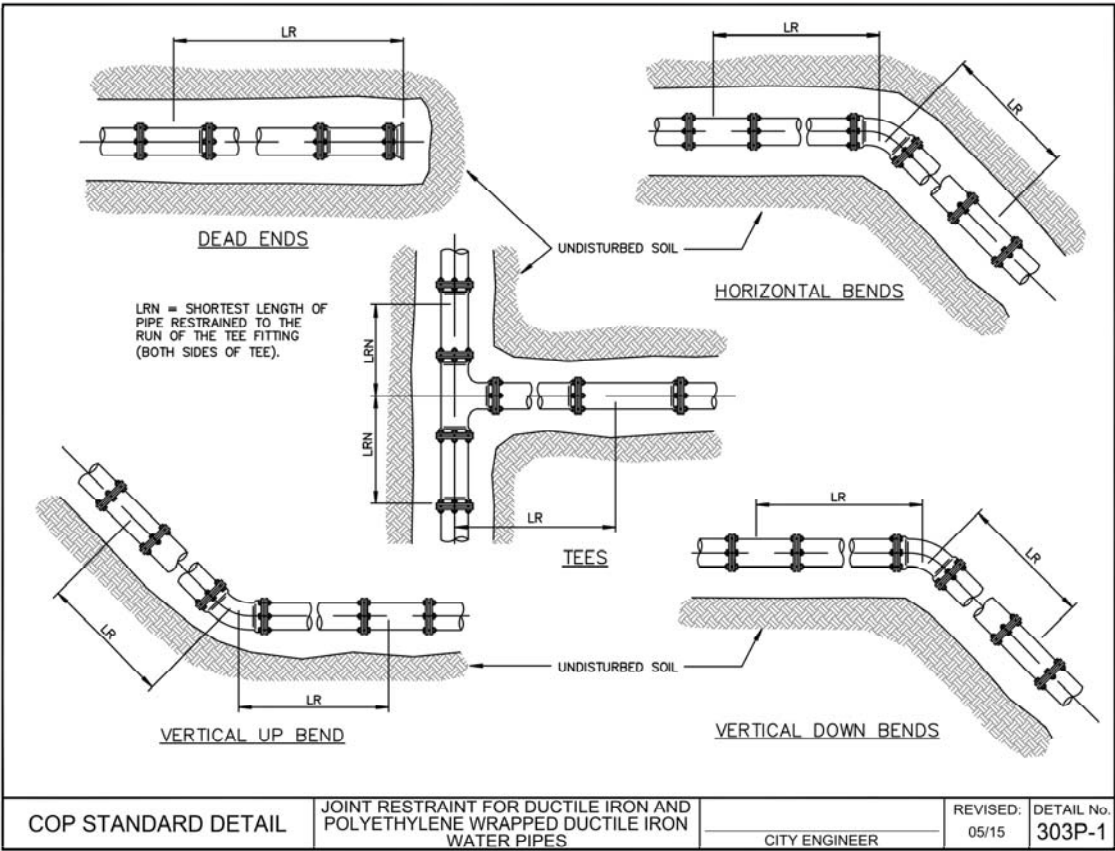 LR
LR
LR
DEAD ENDS
UNDISTURBED SOIL
HORIZONTAL BENDS
LRN = SHORTEST LENGTH OF
PIPE RESTRAINED TO THE
RUN OF THE TEE FITTING
(BOTH SIDES OF TEE).
LRN
LRN
LR
TEES
LR
LR
VERTICAL UP BEND
UNDISTURBED SOIL
LR
LR
VERTICAL DOWN BENDS
COP STANDARD DETAIL
JOINT RESTRAINT FOR DUCTILE IRON AND
POLYETHYLENE WRAPPED DUCTILE IRON
WATER PIPES
CITY ENGINEER
REVISED:
05/15
DETAIL No.
303P-1